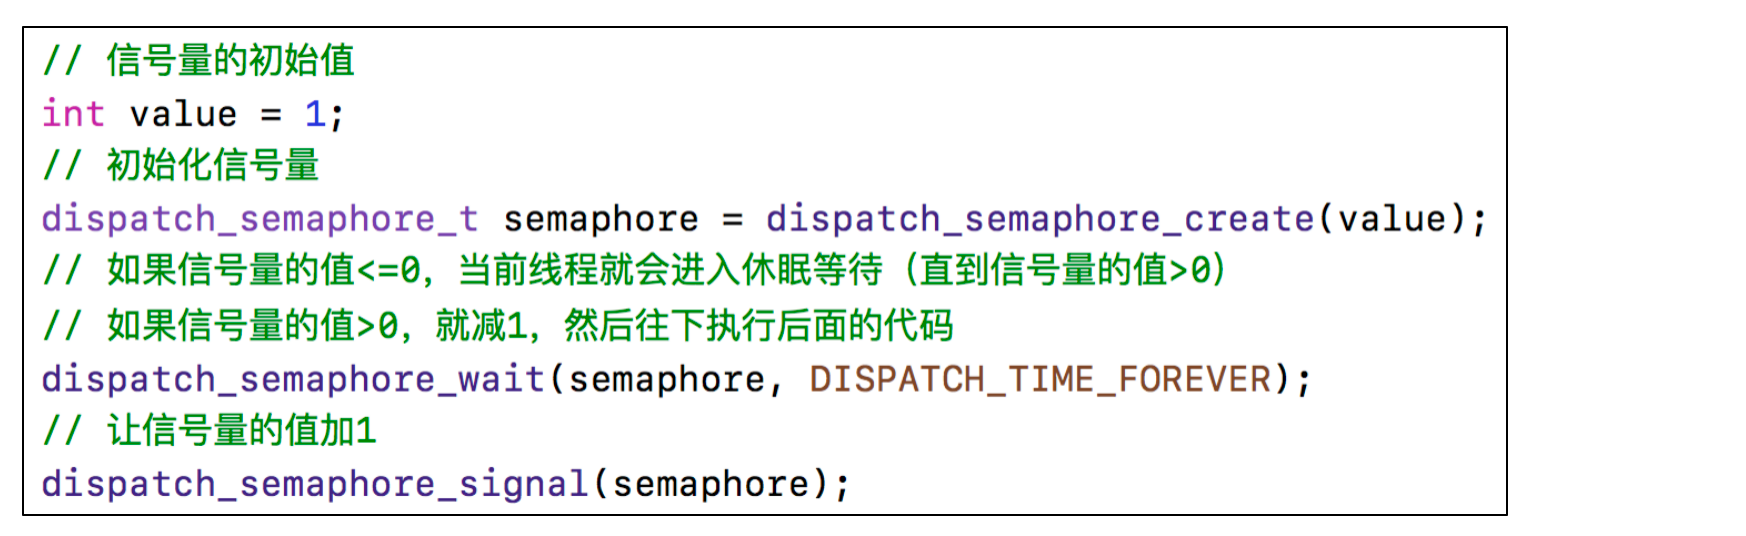 // 信号量的初始值
int value = 1;
// 初始化信号量
dispatch_semaphore_t semaphore = dispatch_semaphore_create(value);
// 如果信号量的值<=0，当前线程就会进入休眠等待（直到信号量的值>0）
// 如果信号量的值>0，就减1，然后往下执行后面的代码
dispatch_semaphore_wait(semaphore, DISPATCH_TIME_FOREVER);
// 让信号量的值加1
dispatch_semaphore_signal(semaphore);